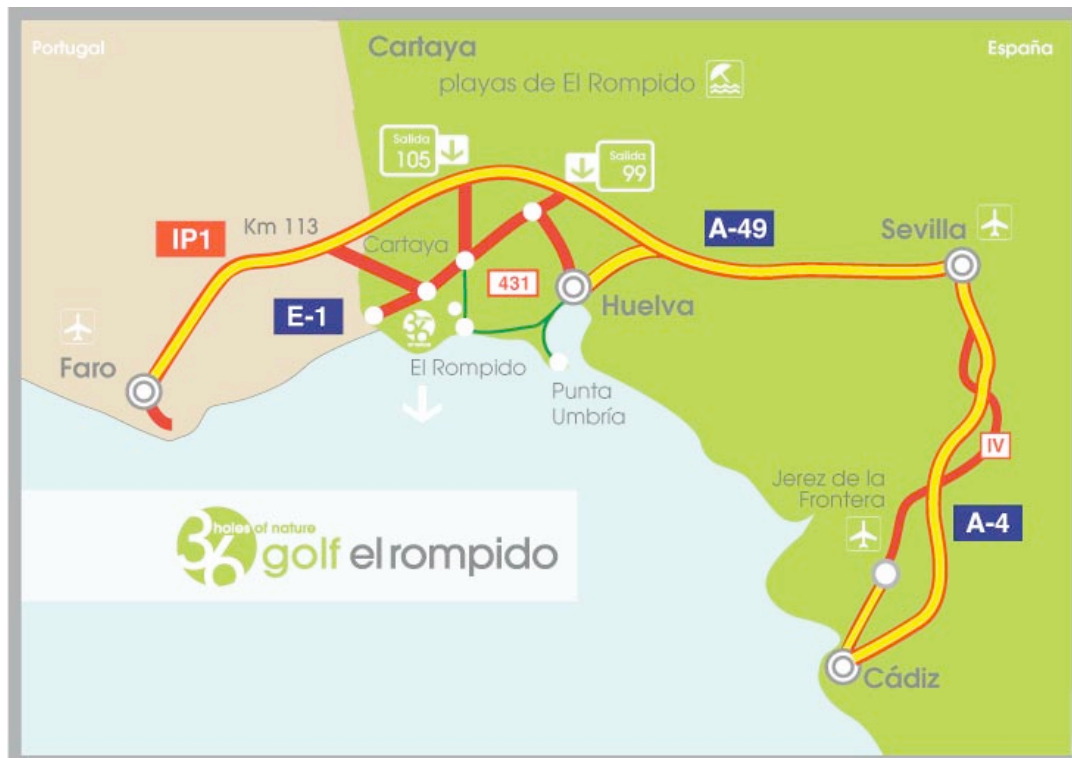 Portugal
Cartaya
España
playas de El Rompido
Salida
105
Salida
99
IP1
Km 113
Cartaya
A-49
Sevilla
431
E-1
Huelva
36
Faro
El Rompido
Punta
Umbría
IV
Jerez de la
Frontera
A-4
36 holes of nature
golf el rompido
Cádiz